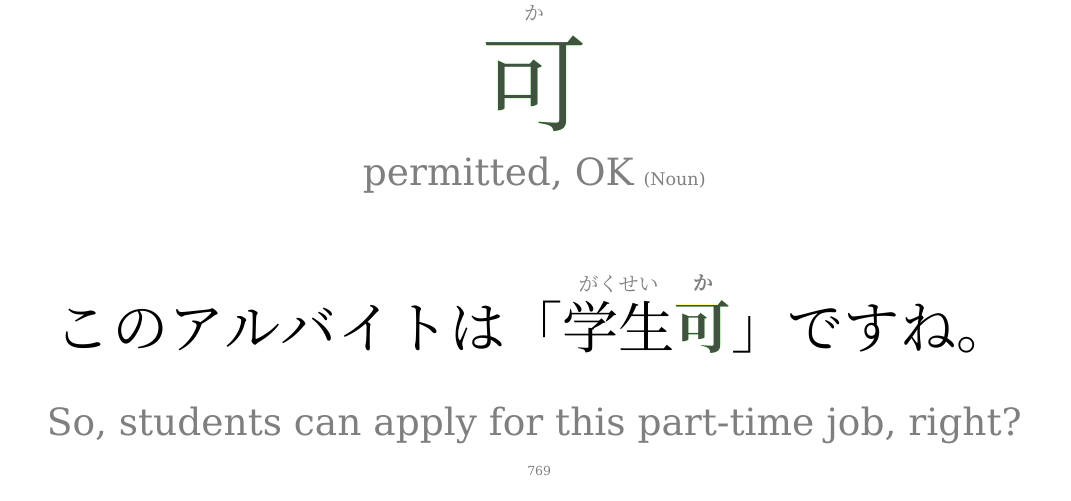 か
可
permitted, OK (Noun)
がくせい か
このアルバイトは「学生可」ですね。
So, students can apply for this part-time job, right?
769